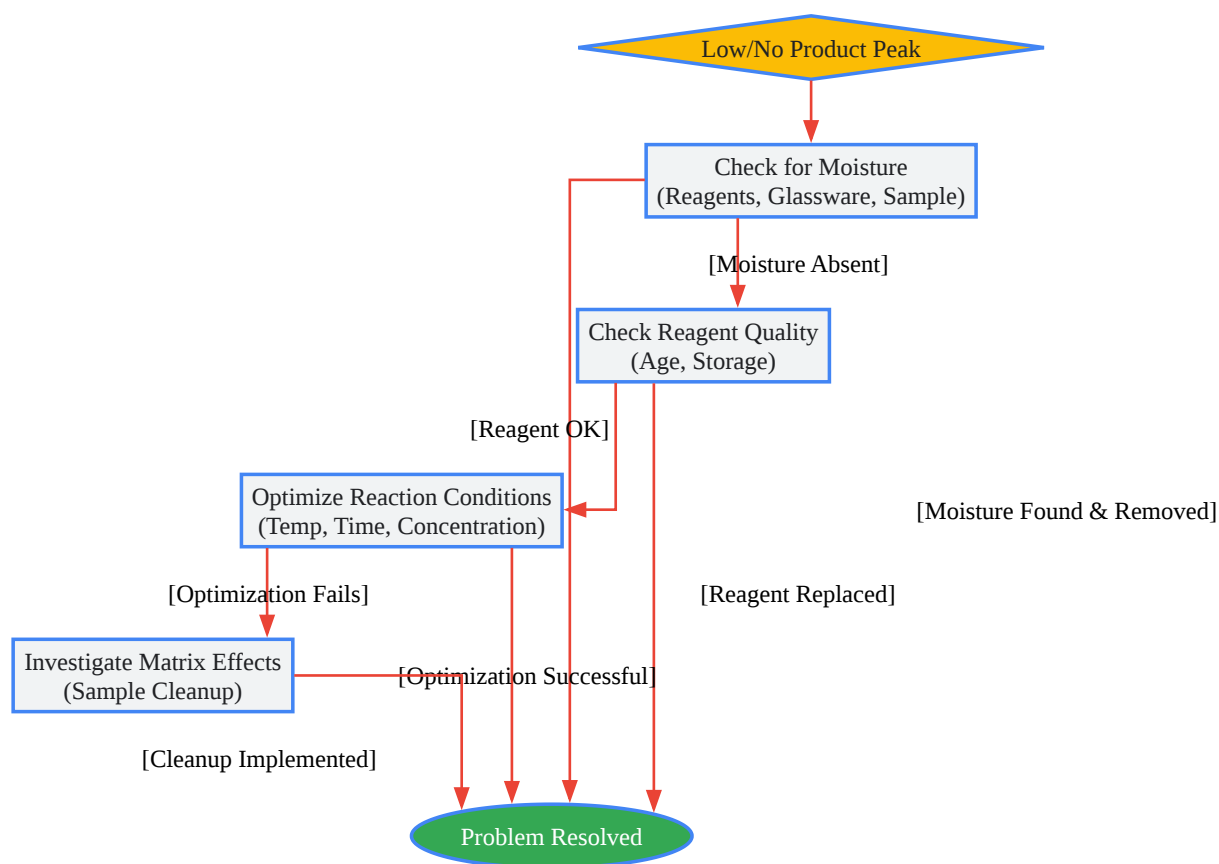 Low/No Product Peak
Check for Moisture
(Reagents, Glassware, Sample)
[Moisture Absent]
Check Reagent Quality
(Age, Storage)
[Reagent OK]
Optimize Reaction Conditions
(Temp, Time, Concentration)
[Moisture Found & Removed]
[Optimization Fails]
[Reagent Replaced]
Investigate Matrix Effects
(Sample Cleanup)
[Optimization Successful]
[Cleanup Implemented]
Problem Resolved